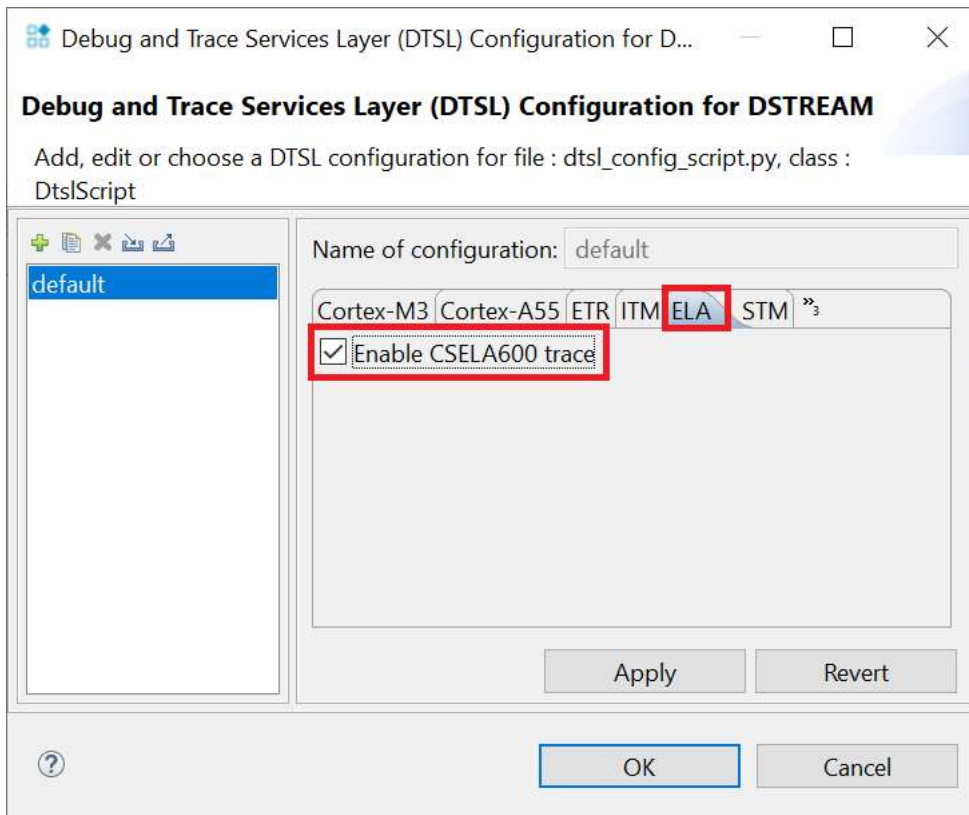 Debug and Trace Services Layer (DTSL) Configuration for D...
Debug and Trace Services Layer (DTSL) Configuration for DSTREAM
Add, edit or choose a DTSL configuration for file : dtsl_config_script.py, class :
DtslScript
default
Name of configuration: default
Cortex-M3 Cortex-A55 ETR ITM ELA STM »3
Enable CSELA600 trace
Apply Revert
? OK Cancel